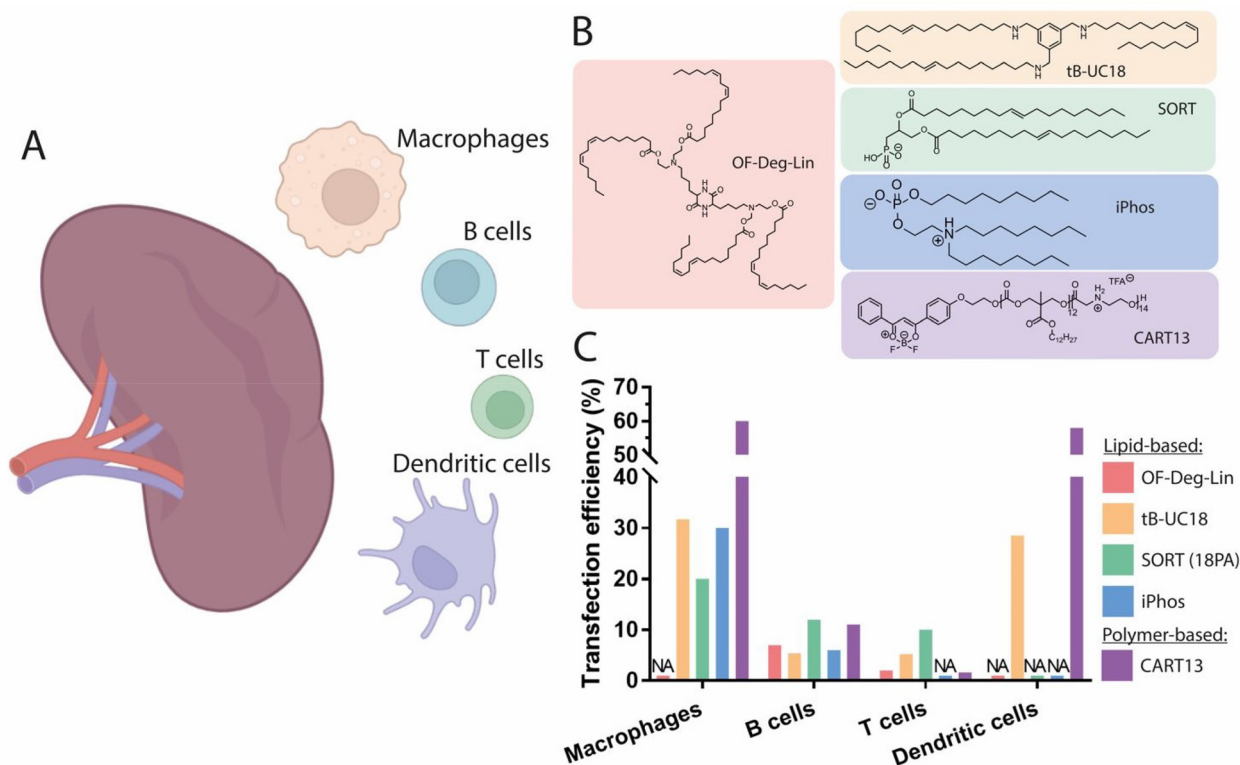 A
Macrophages
B cells
T cells
Dendritic cells
B
OF-Deg-Lin
tB-UC18
SORT
iPhos
CART13
C
Transfection efficiency (%)
70
60
50
40
30
20
10
0
NA
NA
NA
NA
NA
Macrophages
B cells
T cells
Dendritic cells
Lipid-based:
OF-Deg-Lin
tB-UC18
SORT (18PA)
iPhos
Polymer-based:
CART13